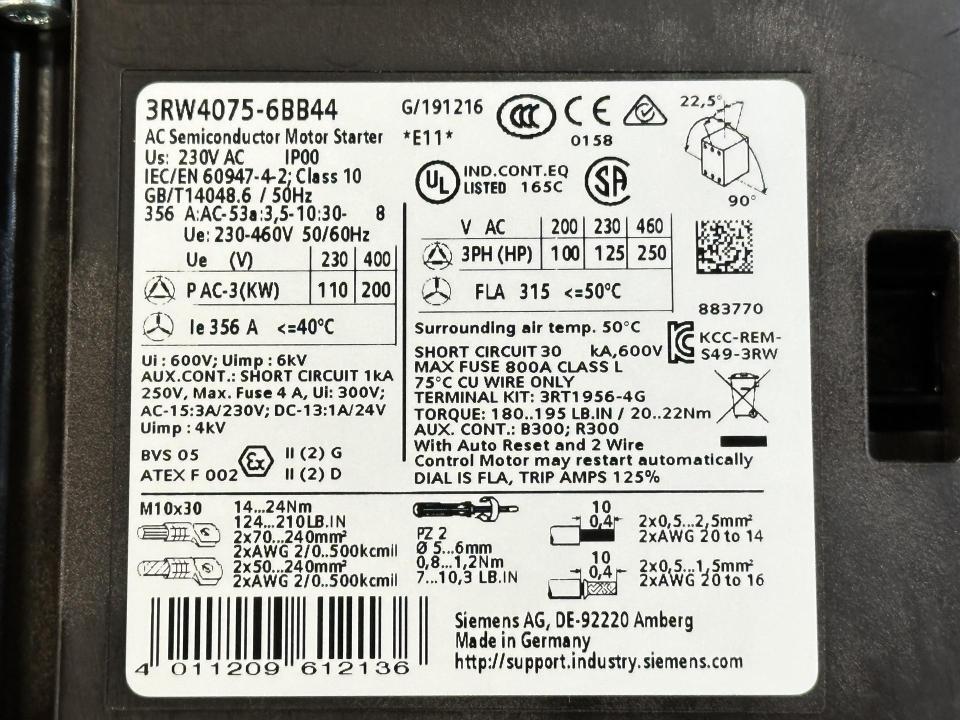 3RW4075-6BB44
AC Semiconductor Motor Starter
Us: 230V AC IP00
IEC/EN 60947-4-2; Class 10
GB/T14048.6 / 50Hz
356 A:AC-53a:3,5-10:30- 8
Ue: 230-460V 50/60Hz
Ue (V) 230 400
P AC-3(KW) 110 200
Ie 356 A <=40°C
Ui : 600V; Uimp : 6kV
AUX.CONT.: SHORT CIRCUIT 1kA
250V, Max. Fuse 4 A, Ui: 300V;
AC-15:3A/230V; DC-13:1A/24V
Uimp : 4kV
BVS 05
ATEX F 002
Ex
II (2) G
II (2) D
G/191216
*E11*
CCC
CE
0158
22,5°
90°
UL
IND.CONT.EQ
LISTED 165C
SA
V AC 200 230 460
3PH (HP) 100 125 250
FLA 315 <=50°C
883770
Surrounding air temp. 50°C
KCC-REM-
S49-3RW
SHORT CIRCUIT 30 kA,600V
MAX FUSE 800A CLASS L
75°C CU WIRE ONLY
TERMINAL KIT: 3RT1956-4G
TORQUE: 180..195 LB.IN / 20..22Nm
AUX. CONT.: B300; R300
With Auto Reset and 2 Wire
Control Motor may restart automatically
DIAL IS FLA, TRIP AMPS 125%
M10x30
14...24Nm
124...210LB.IN
2x70...240mm²
2xAWG 2/0..500kcmil
2x50...240mm²
2xAWG 2/0..500kcmil
PZ 2
Ø 5...6mm
0,8...1,2Nm
7...10,3 LB.IN
10
0,4
2x0,5...2,5mm²
2xAWG 20 to 14
10
0,4
2x0,5...1,5mm²
2xAWG 20 to 16
4 011209 612136
Siemens AG, DE-92220 Amberg
Made in Germany
http://support.industry.siemens.com